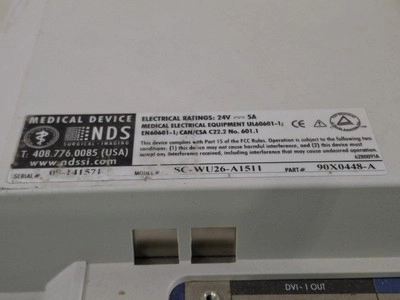 MEDICAL DEVICE
NDS
SURGICAL-IMAGING
T: 408.776.0085 (USA)
www.ndssi.com
ELECTRICAL RATINGS: 24V 5A
MEDICAL ELECTRICAL EQUIPMENT UL60601-1;
EN60601-1; CAN/CSA C22.2 No. 601.1
This device complies with Part 15 of the FCC Rules. Operation is subject to the following two
conditions: (1) this device may not cause harmful interference, and (2) this device must
accept any interference received, including interference that may cause undesired operation.
SERIAL# 141571 MODEL# SC-WU26-A1511 PART# 90X0448-A
DVI - I OUT